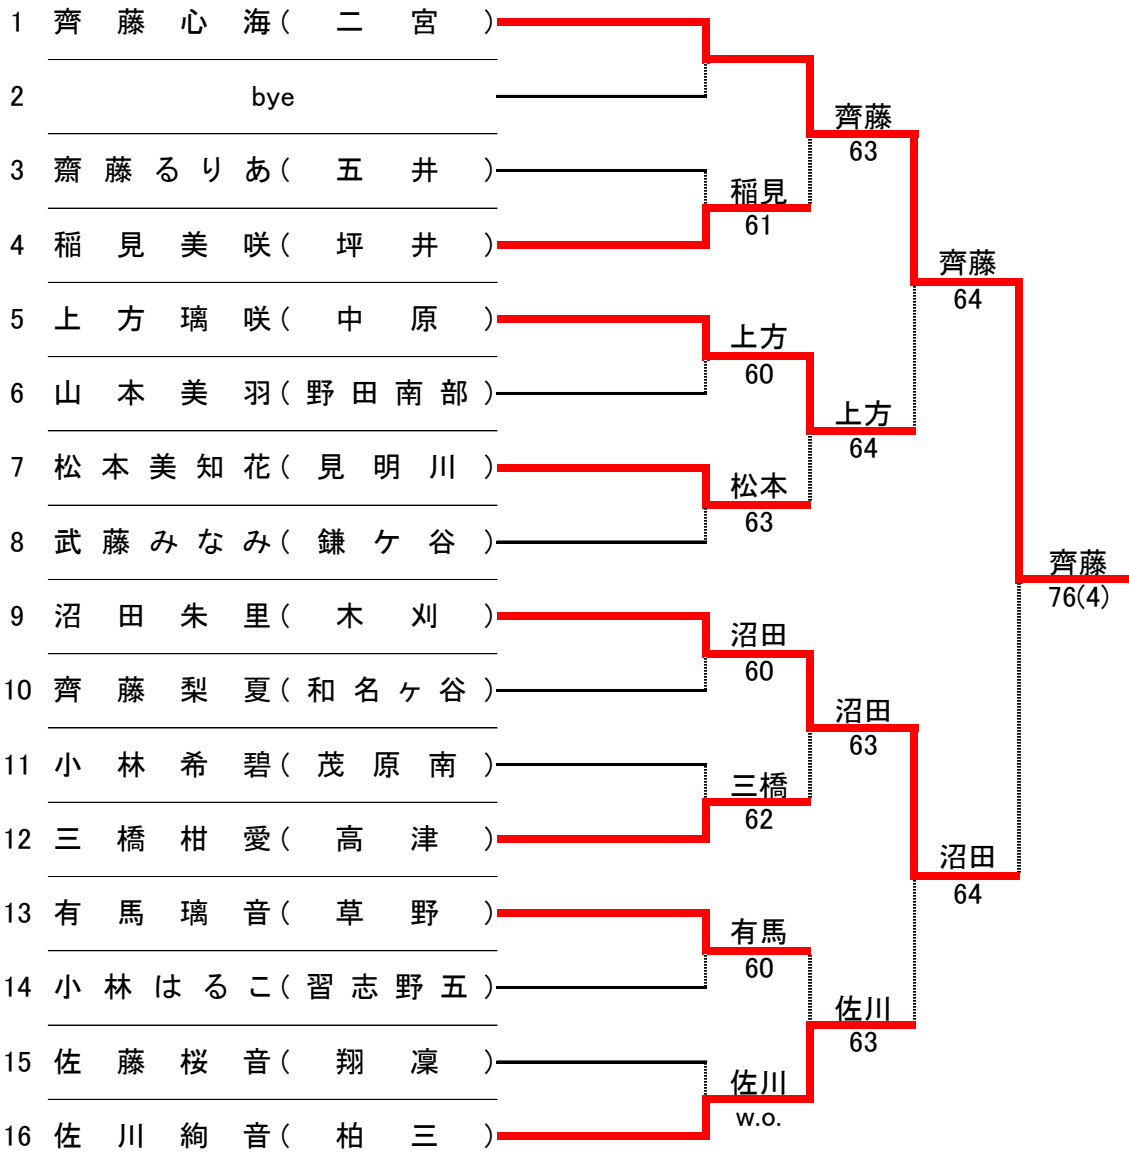 1 齊藤心海(二宮)
2 bye
齊藤
63
3 齋藤るりあ(五井)
稲見
61
4 稲見美咲(坪井)
齊藤
64
5 上方璃咲(中原)
上方
60
6 山本美羽(野田南部)
上方
64
7 松本美知花(見明川)
松本
63
8 武藤みなみ(鎌ケ谷)
齊藤
76(4)
9 沼田朱里(木刈)
沼田
60
10 齊藤梨夏(和名ヶ谷)
沼田
63
11 小林希碧(茂原南)
三橋
62
12 三橋柑愛(高津)
沼田
64
13 有馬璃音(草野)
有馬
60
14 小林はるこ(習志野五)
佐川
63
15 佐藤桜音(翔凜)
佐川
w.o.
16 佐川絢音(柏三)